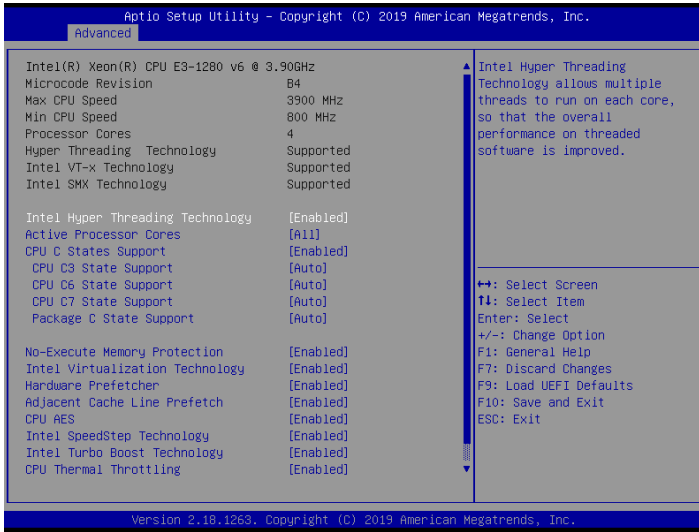 Aptio Setup Utility – Copyright (C) 2019 American Megatrends, Inc.
Advanced
Intel(R) Xeon(R) CPU E3-1280 v6 @ 3.90GHz
Microcode Revision B4
Max CPU Speed 3900 MHz
Min CPU Speed 800 MHz
Processor Cores 4
Hyper Threading Technology Supported
Intel VT-x Technology Supported
Intel SMX Technology Supported
Intel Hyper Threading Technology [Enabled]
Active Processor Cores [All]
CPU C States Support [Enabled]
CPU C3 State Support [Auto]
CPU C6 State Support [Auto]
CPU C7 State Support [Auto]
Package C State Support [Auto]
No-Execute Memory Protection [Enabled]
Intel Virtualization Technology [Enabled]
Hardware Prefetcher [Enabled]
Adjacent Cache Line Prefetch [Enabled]
CPU AES [Enabled]
Intel SpeedStep Technology [Enabled]
Intel Turbo Boost Technology [Enabled]
CPU Thermal Throttling [Enabled]
Intel Hyper Threading
Technology allows multiple
threads to run on each core,
so that the overall
performance on threaded
software is improved.
↔: Select Screen
↑↓: Select Item
Enter: Select
+/-: Change Option
F1: General Help
F7: Discard Changes
F9: Load UEFI Defaults
F10: Save and Exit
ESC: Exit
Version 2.18.1263. Copyright (C) 2019 American Megatrends, Inc.